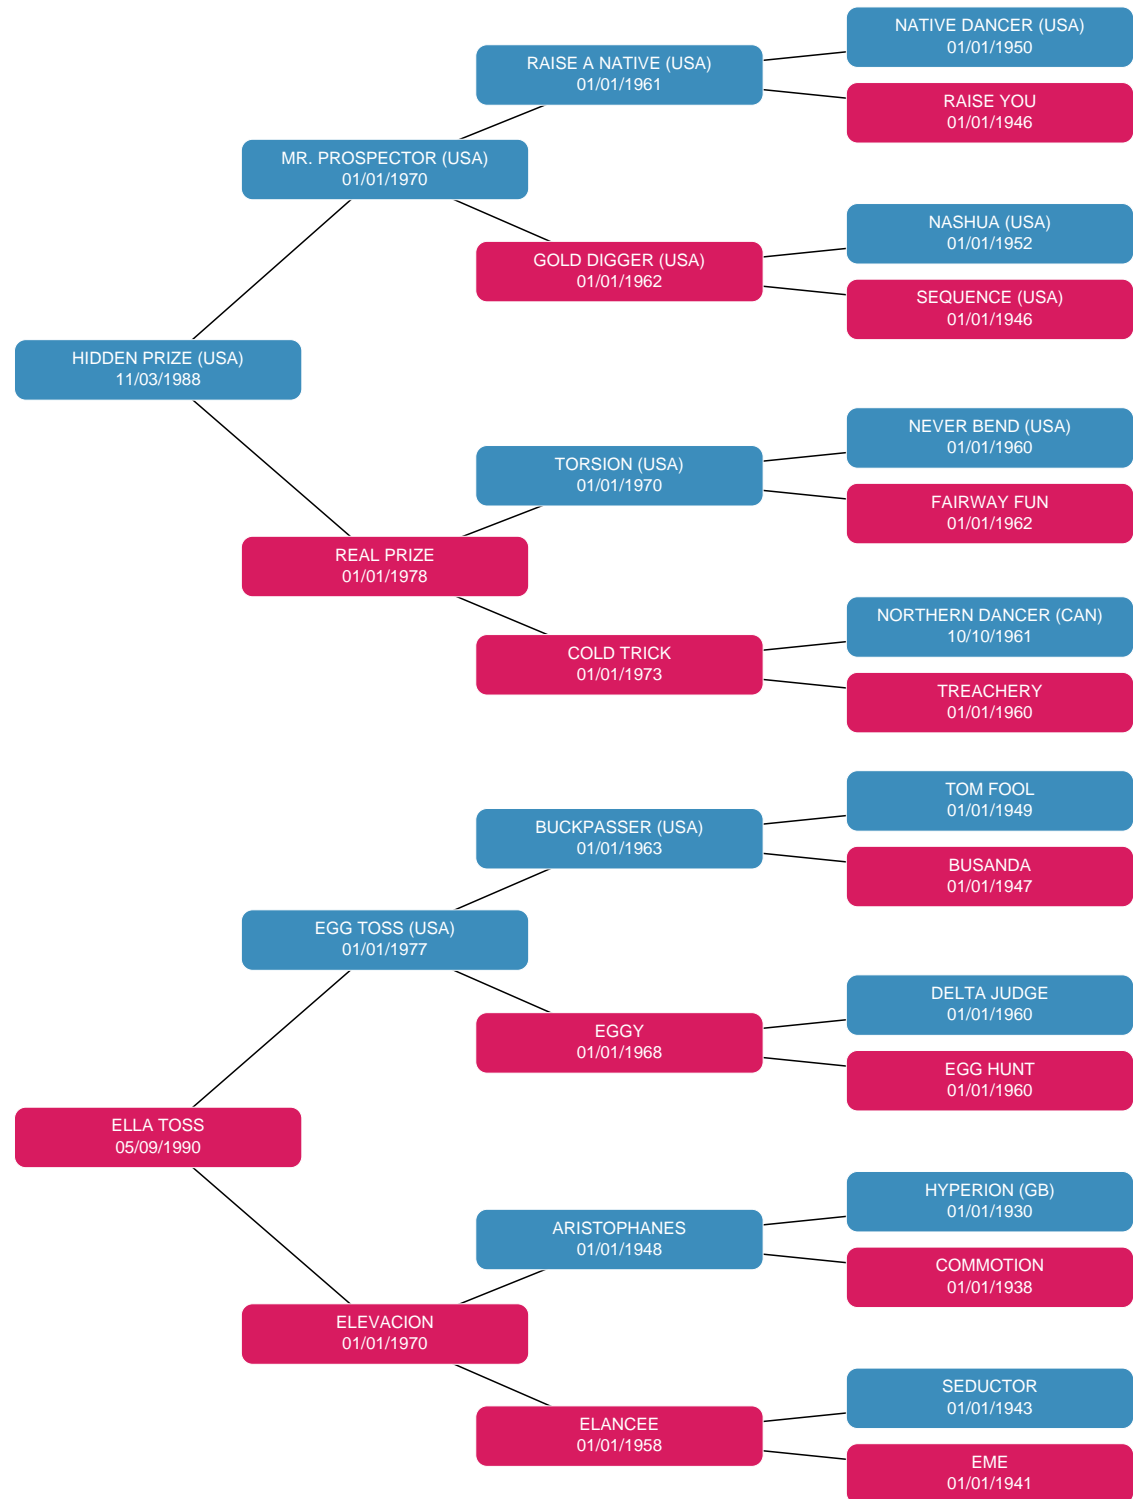 NATIVE DANCER (USA)
01/01/1950
RAISE A NATIVE (USA)
01/01/1961
RAISE YOU
01/01/1946
MR. PROSPECTOR (USA)
01/01/1970
NASHUA (USA)
01/01/1952
GOLD DIGGER (USA)
01/01/1962
SEQUENCE (USA)
01/01/1946
HIDDEN PRIZE (USA)
11/03/1988
NEVER BEND (USA)
01/01/1960
TORSION (USA)
01/01/1970
FAIRWAY FUN
01/01/1962
REAL PRIZE
01/01/1978
NORTHERN DANCER (CAN)
10/10/1961
COLD TRICK
01/01/1973
TREACHERY
01/01/1960
TOM FOOL
01/01/1949
BUCKPASSER (USA)
01/01/1963
BUSANDA
01/01/1947
EGG TOSS (USA)
01/01/1977
DELTA JUDGE
01/01/1960
EGGY
01/01/1968
EGG HUNT
01/01/1960
ELLA TOSS
05/09/1990
HYPERION (GB)
01/01/1930
ARISTOPHANES
01/01/1948
COMMOTION
01/01/1938
ELEVACION
01/01/1970
SEDUCTOR
01/01/1943
ELANCEE
01/01/1958
EME
01/01/1941